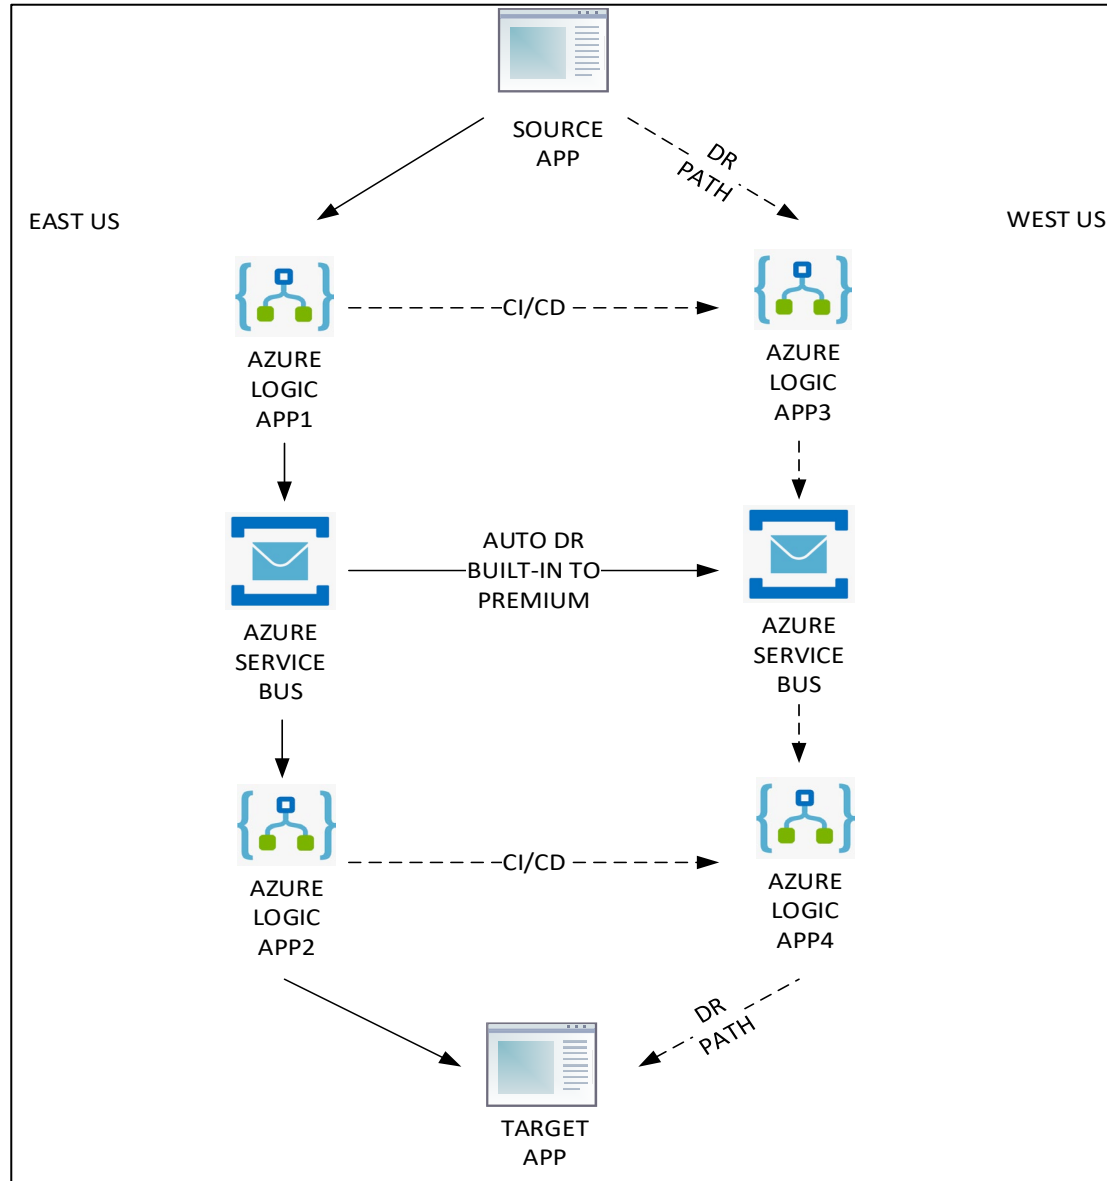 SOURCE
APP
DR
PATH
EAST US
WEST US
CI/CD
AZURE
LOGIC
APP1
AZURE
LOGIC
APP3
AUTO DR
BUILT-IN TO
PREMIUM
AZURE
SERVICE
BUS
AZURE
SERVICE
BUS
CI/CD
AZURE
LOGIC
APP2
AZURE
LOGIC
APP4
DR
PATH
TARGET
APP